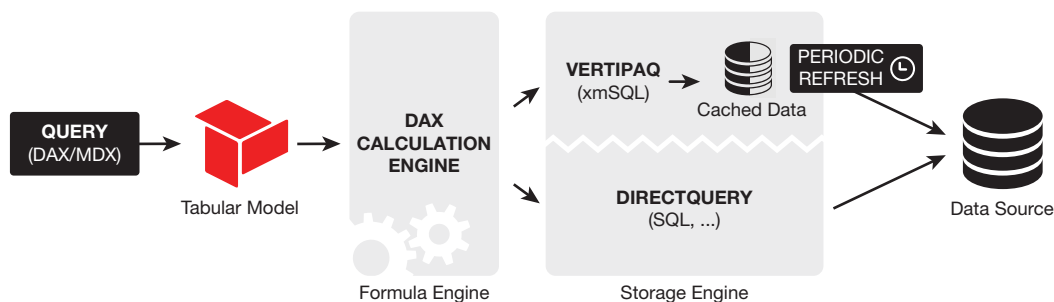 QUERY
(DAX/MDX)
Tabular Model
DAX
CALCULATION
ENGINE
Formula Engine
VERTIPAQ
(xmSQL)
Cached Data
PERIODIC
REFRESH
DIRECTQUERY
(SQL, ...)
Storage Engine
Data Source